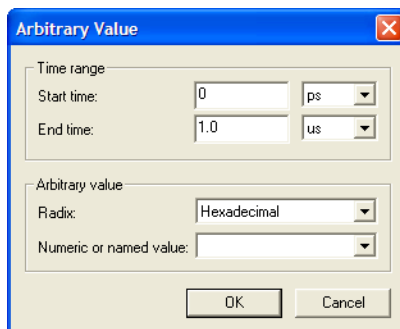 Arbitrary Value
Time range
Start time: 0 ps
End time: 1.0 us
Arbitrary value
Radix: Hexadecimal
Numeric or named value:
OK Cancel